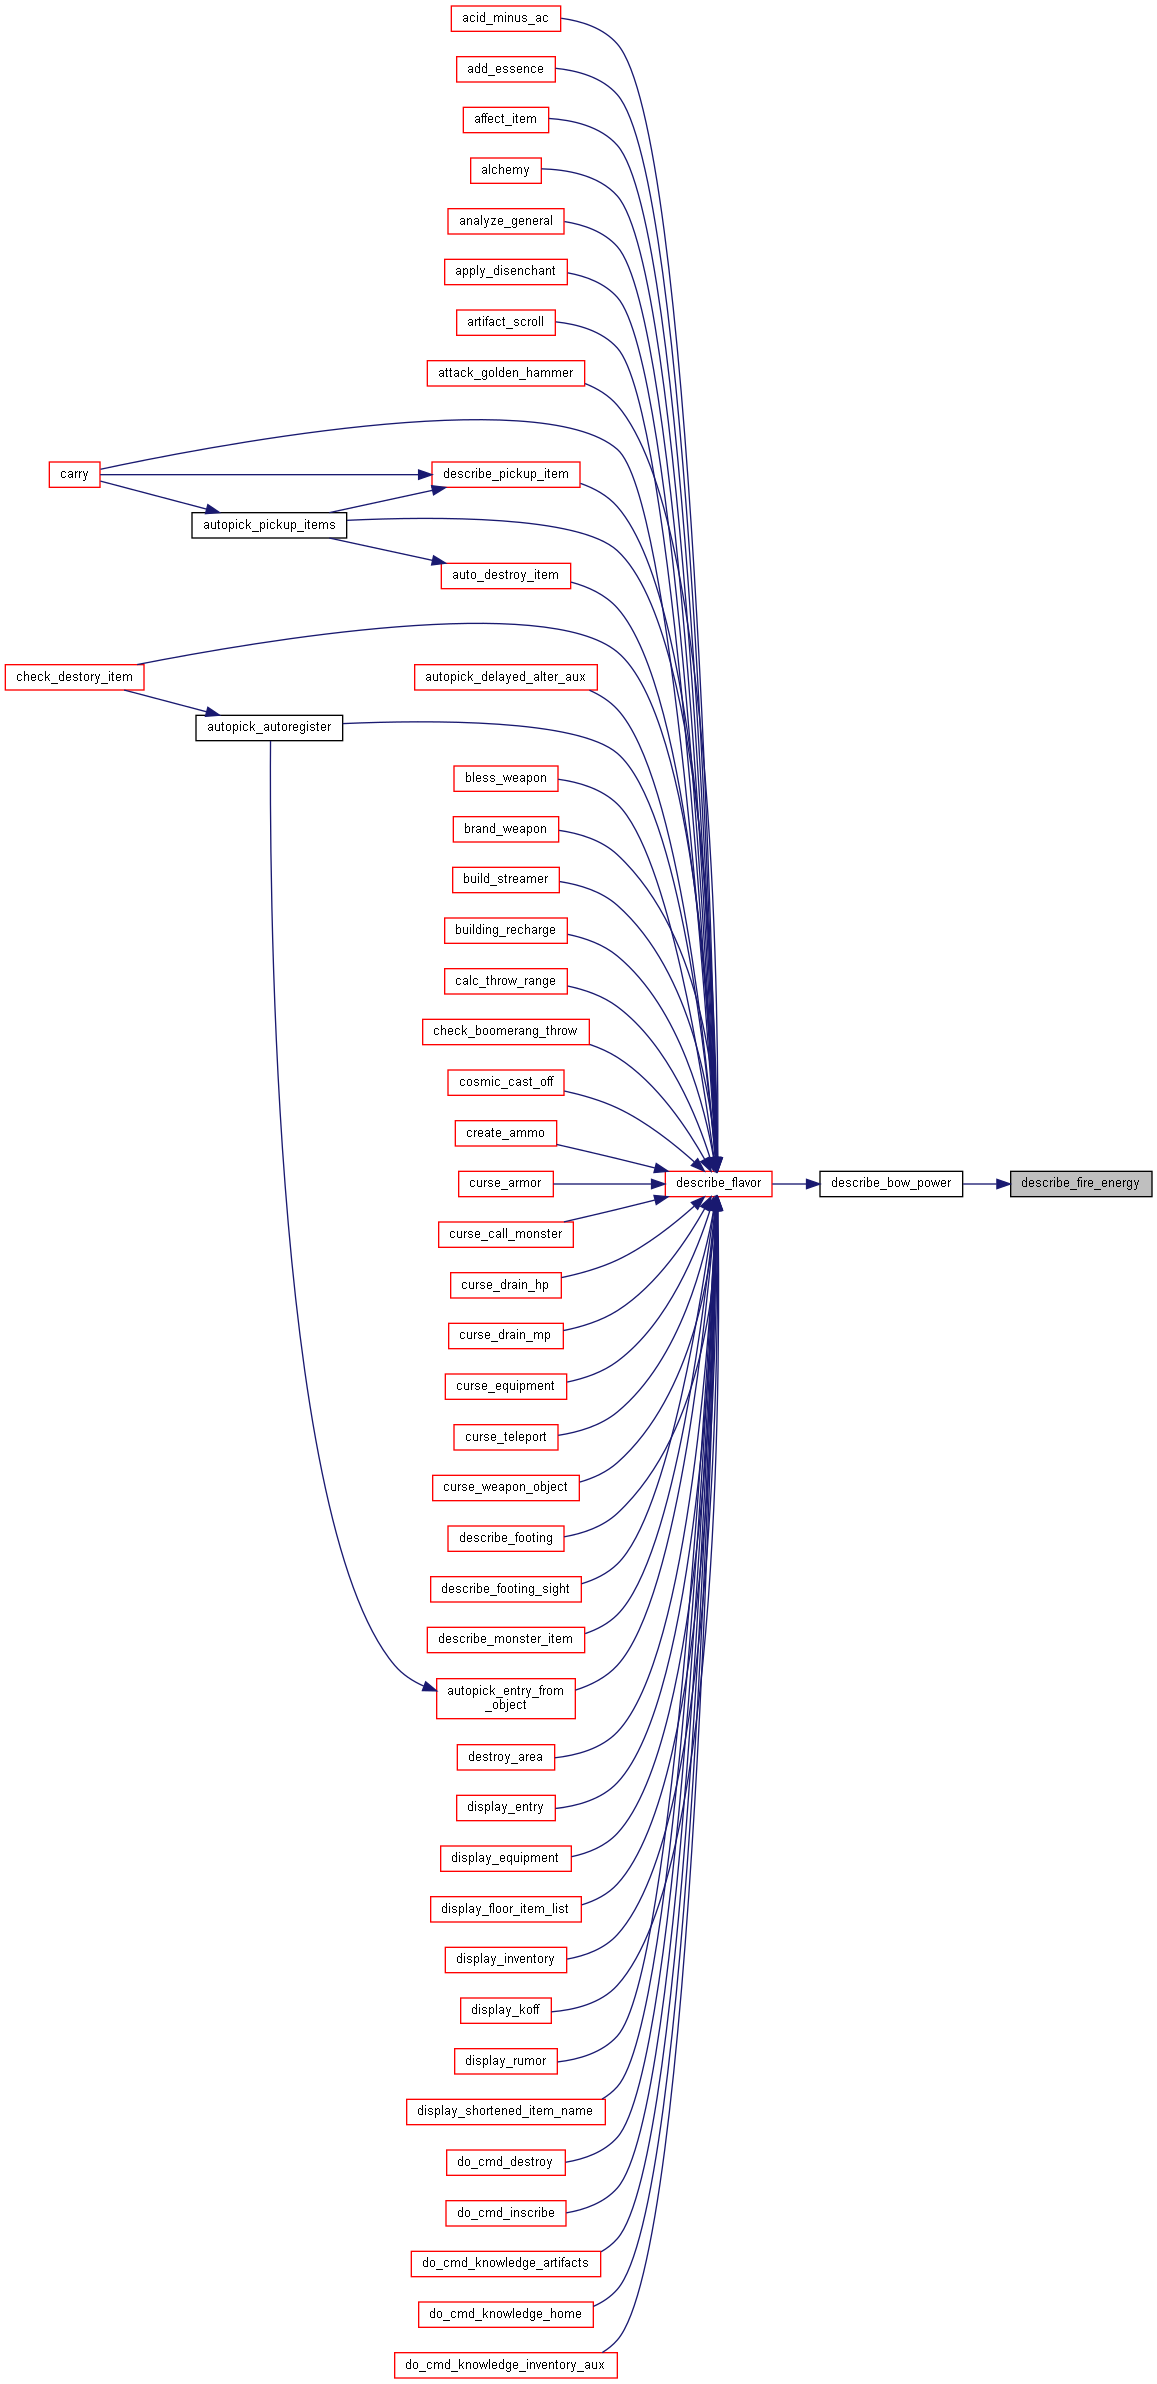 acid_minus_ac
add_essence
affect_item
alchemy
analyze_general
apply_disenchant
artifact_scroll
attack_golden_hammer
carry
describe_pickup_item
autopick_pickup_items
auto_destroy_item
check_destory_item
autopick_delayed_alter_aux
autopick_autoregister
bless_weapon
brand_weapon
build_streamer
building_recharge
calc_throw_range
check_boomerang_throw
cosmic_cast_off
create_ammo
curse_armor
describe_flavor
describe_bow_power
describe_fire_energy
curse_call_monster
curse_drain_hp
curse_drain_mp
curse_equipment
curse_teleport
curse_weapon_object
describe_footing
describe_footing_sight
describe_monster_item
autopick_entry_from
_object
destroy_area
display_entry
display_equipment
display_floor_item_list
display_inventory
display_koff
display_rumor
display_shortened_item_name
do_cmd_destroy
do_cmd_inscribe
do_cmd_knowledge_artifacts
do_cmd_knowledge_home
do_cmd_knowledge_inventory_aux